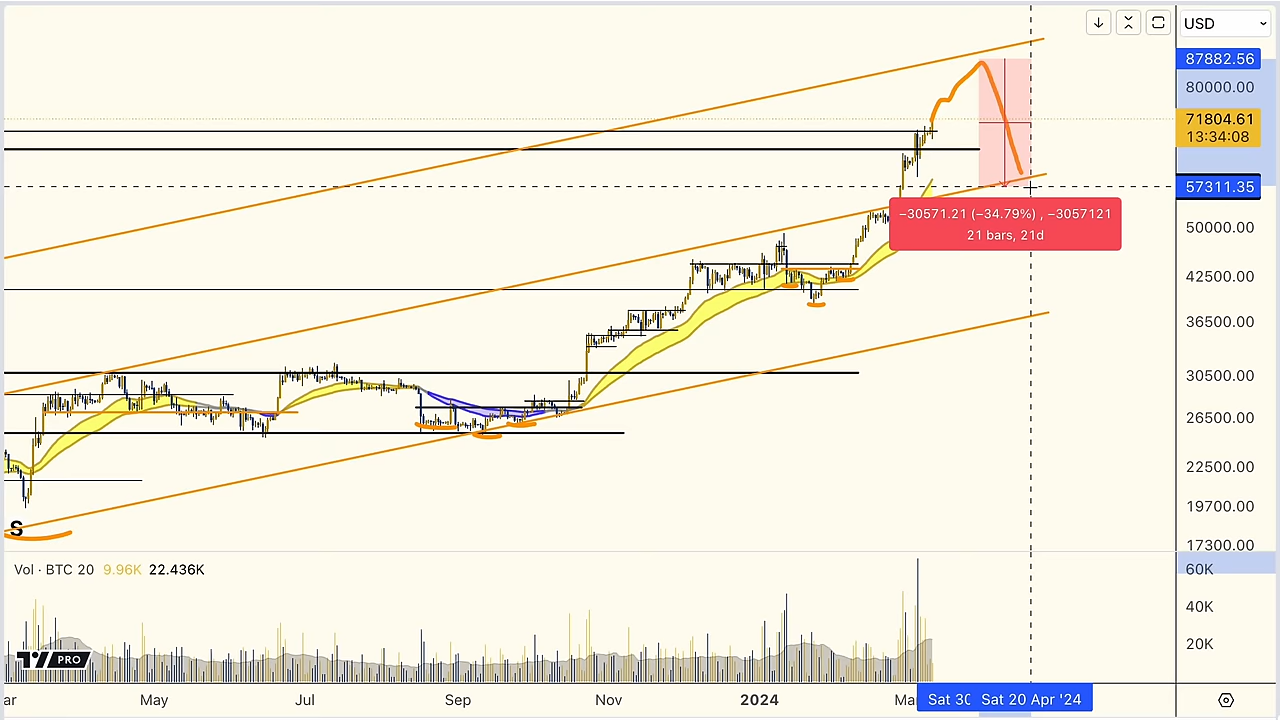 USD
87882.56
80000.00
71804.61
13:34:08
57311.35
−30571.21 (−34.79%) , −3057121
21 bars, 21d
50000.00
42500.00
36500.00
30500.00
26500.00
22500.00
19700.00
17300.00
S
Vol · BTC 20 9.96K 22.436K
60K
40K
20K
PRO
ar May Jul Sep Nov 2024 Ma Sat 30 Sat 20 Apr '24